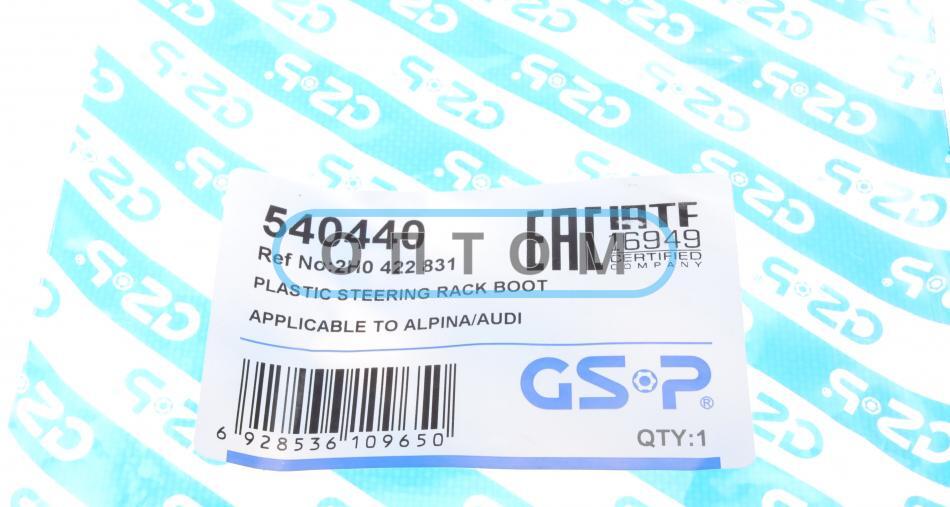 540440
Ref No:2H0 422 831
PLASTIC STEERING RACK BOOT
APPLICABLE TO ALPINA/AUDI
EAC IATF
16949
CERTIFIED
COMPANY
OILTOM
GSP®
6 928536 109650
QTY:1